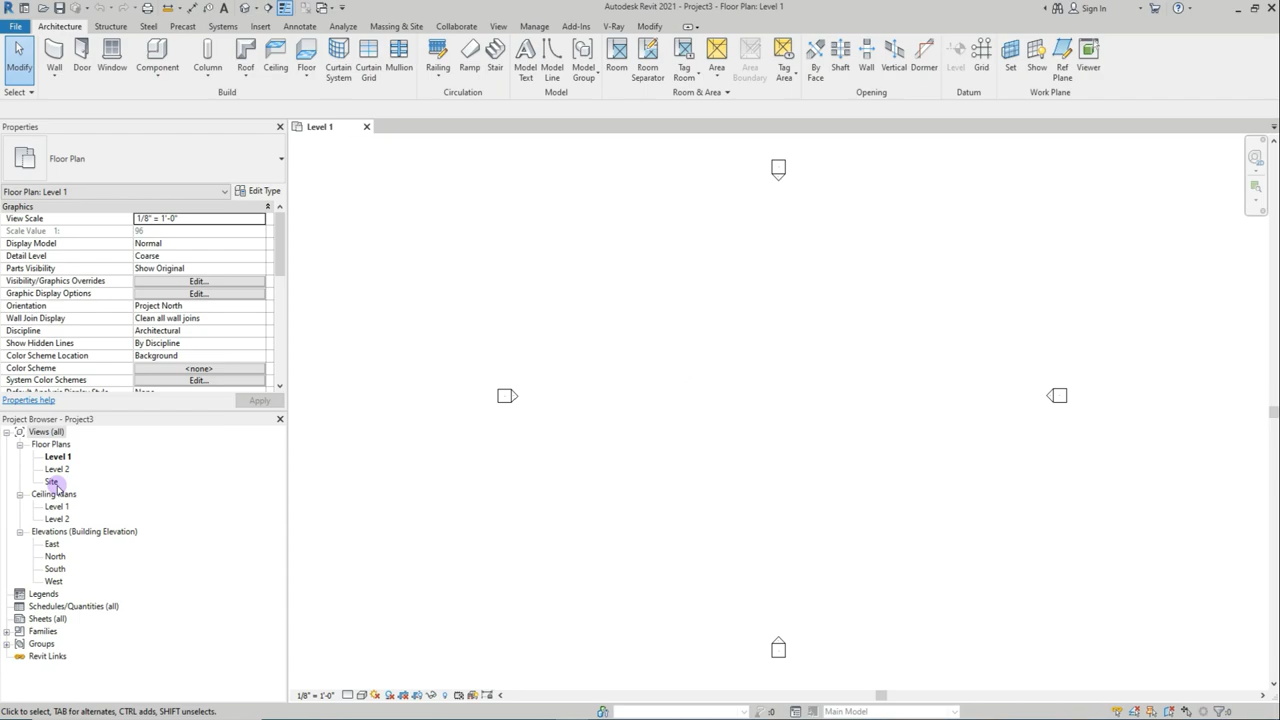 Autodesk Revit 2021 - Project3 - Floor Plan: Level 1
Sign In
File Architecture Structure Steel Precast Systems Insert Annotate Analyze Massing & Site Collaborate View Manage Add-Ins V-Ray Modify
Modify Wall Door Window Component Column Roof Ceiling Floor Curtain System Curtain Grid Mullion Railing Ramp Stair Model Text Model Line Model Group Room Room Separator Tag Room Area Area Boundary Tag Area By Face Shaft Wall Vertical Dormer Level Grid Set Show Ref Plane Viewer
Select Build Circulation Model Room & Area Opening Datum Work Plane
Properties
Level 1
Floor Plan
Floor Plan: Level 1 Edit Type
Graphics
View Scale 1/8" = 1'-0"
Scale Value 1: 96
Display Model Normal
Detail Level Coarse
Parts Visibility Show Original
Visibility/Graphics Overrides Edit...
Graphic Display Options Edit...
Orientation Project North
Wall Join Display Clean all wall joins
Discipline Architectural
Show Hidden Lines By Discipline
Color Scheme Location Background
Color Scheme <none>
System Color Schemes Edit...
Default Analysis Display Style None
Properties help Apply
Project Browser - Project3
Views (all)
Floor Plans
Level 1
Level 2
Site
Ceiling Plans
Level 1
Level 2
Elevations (Building Elevation)
East
North
South
West
Legends
Schedules/Quantities (all)
Sheets (all)
Families
Groups
Revit Links
1/8" = 1'-0"
Click to select, TAB for alternates, CTRL adds, SHIFT unselects. :0 Main Model :0